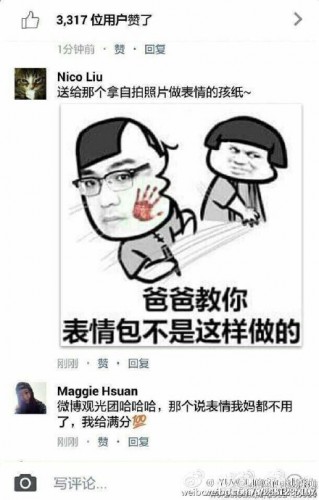 3,317 位用户赞了
1分钟前 · 赞 · 回复
Nico Liu
送给那个拿自拍照片做表情的孩纸~
爸爸教你
表情包不是这样做的
刚刚 · 赞 · 回复
Maggie Hsuan
微博观光团哈哈哈，那个说表情我妈都不用
了，我给满分💯
刚刚 · 赞 · 回复
写评论...